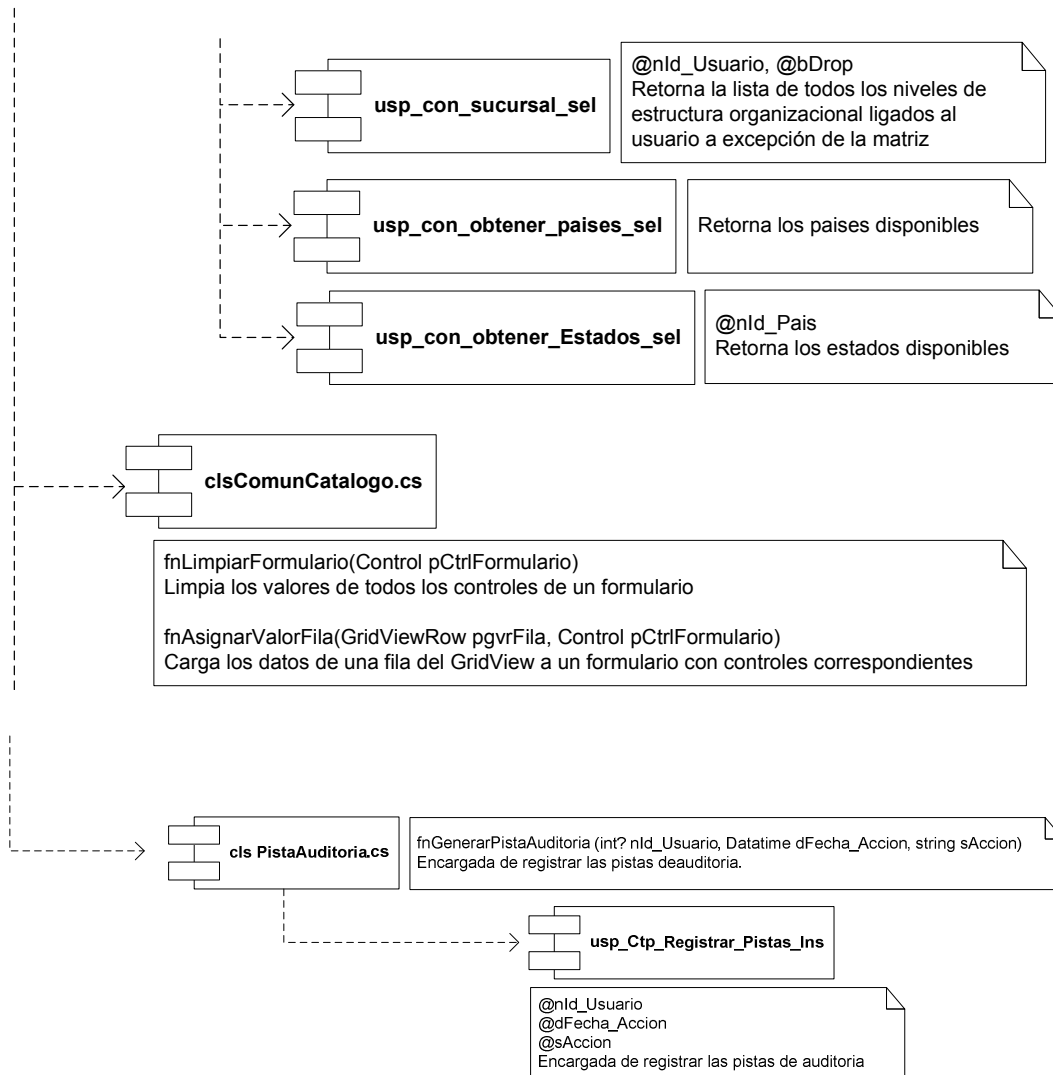 usp_con_sucursal_sel
@nId_Usuario, @bDrop
Retorna la lista de todos los niveles de
estructura organizacional ligados al
usuario a excepción de la matriz
usp_con_obtener_paises_sel
Retorna los paises disponibles
usp_con_obtener_Estados_sel
@nId_Pais
Retorna los estados disponibles
clsComunCatalogo.cs
fnLimpiarFormulario(Control pCtrlFormulario)
Limpia los valores de todos los controles de un formulario
fnAsignarValorFila(GridViewRow pgvrFila, Control pCtrlFormulario)
Carga los datos de una fila del GridView a un formulario con controles correspondientes
cls PistaAuditoria.cs
fnGenerarPistaAuditoria (int? nId_Usuario, Datatime dFecha_Accion, string sAccion)
Encargada de registrar las pistas deauditoria.
usp_Ctp_Registrar_Pistas_Ins
@nId_Usuario
@dFecha_Accion
@sAccion
Encargada de registrar las pistas de auditoria